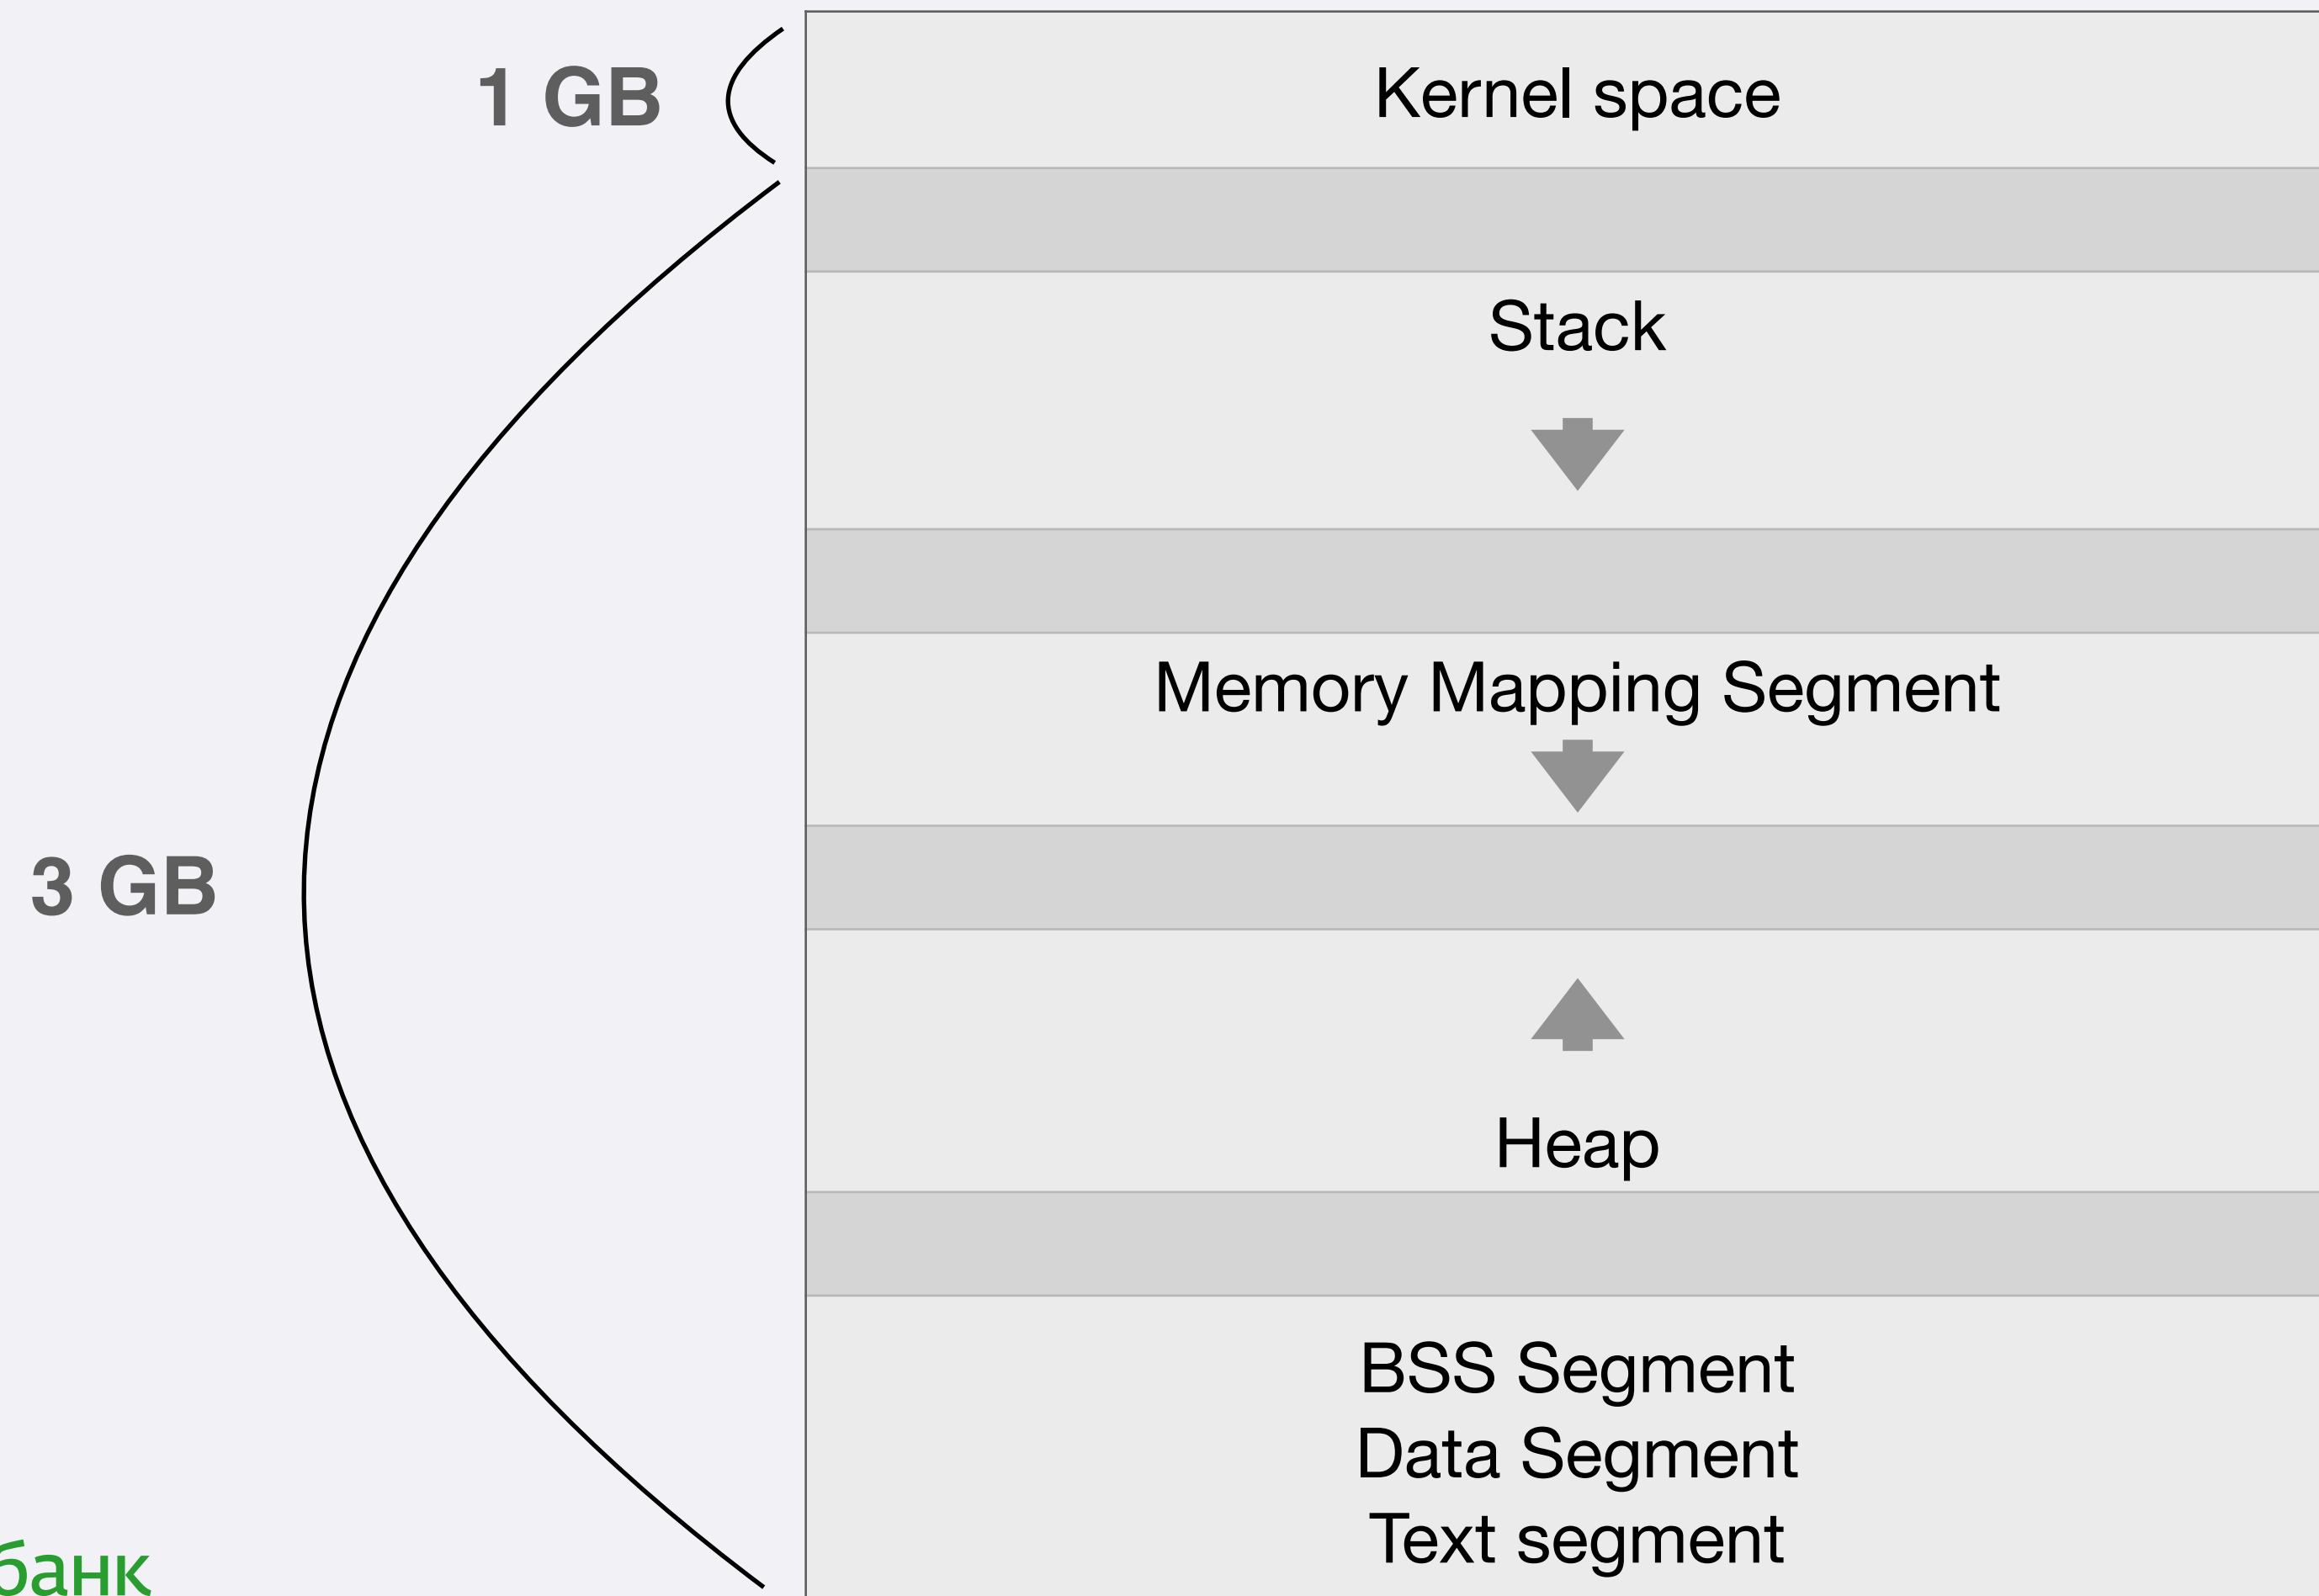 1 GB
Kernel space
Stack
Memory Mapping Segment
3 GB
Heap
BSS Segment
Data Segment
Text segment
банк